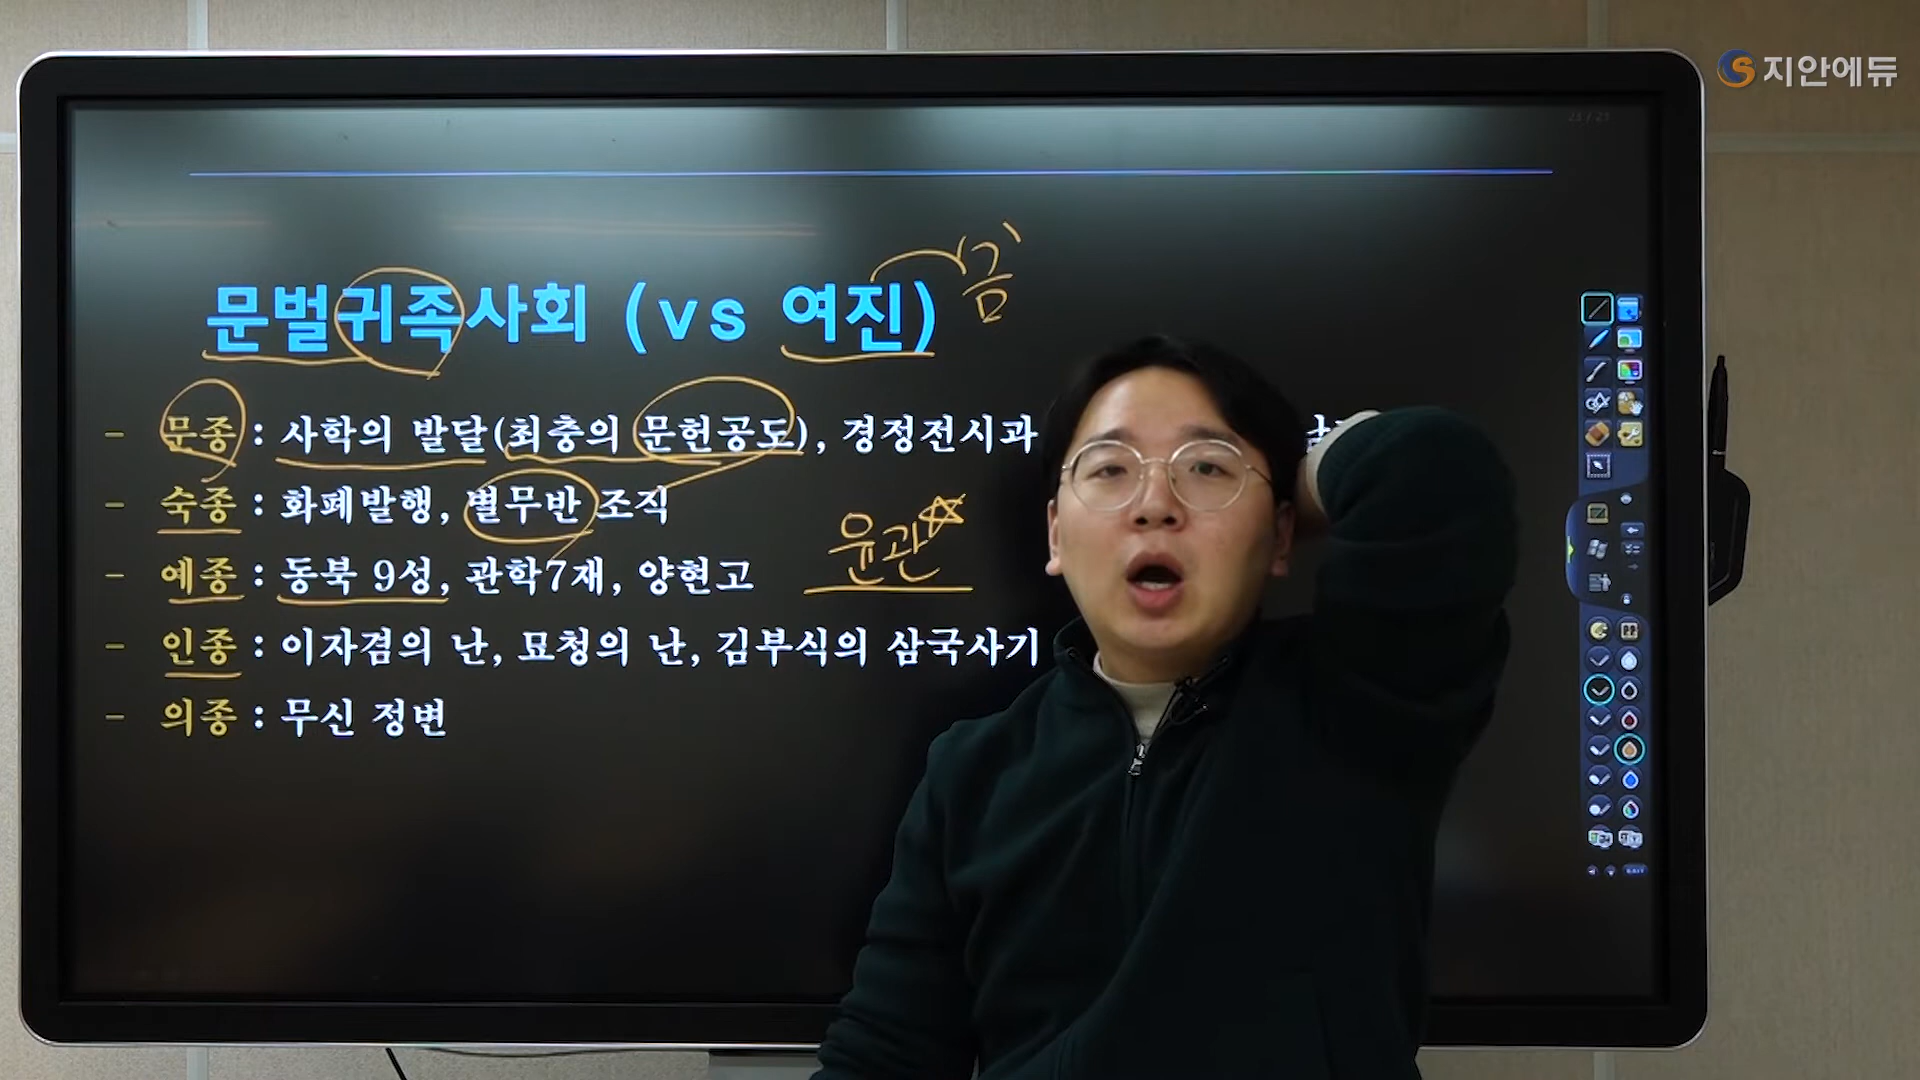 지안에듀
23 / 23
(금)
문벌귀족사회 (vs 여진)
- 문종 : 사학의 발달(최충의 문헌공도), 경정전시과
- 숙종 : 화폐발행, 별무반 조직
윤관☆
- 예종 : 동북 9성, 관학7재, 양현고
- 인종 : 이자겸의 난, 묘청의 난, 김부식의 삼국사기
- 의종 : 무신 정변
EXIT